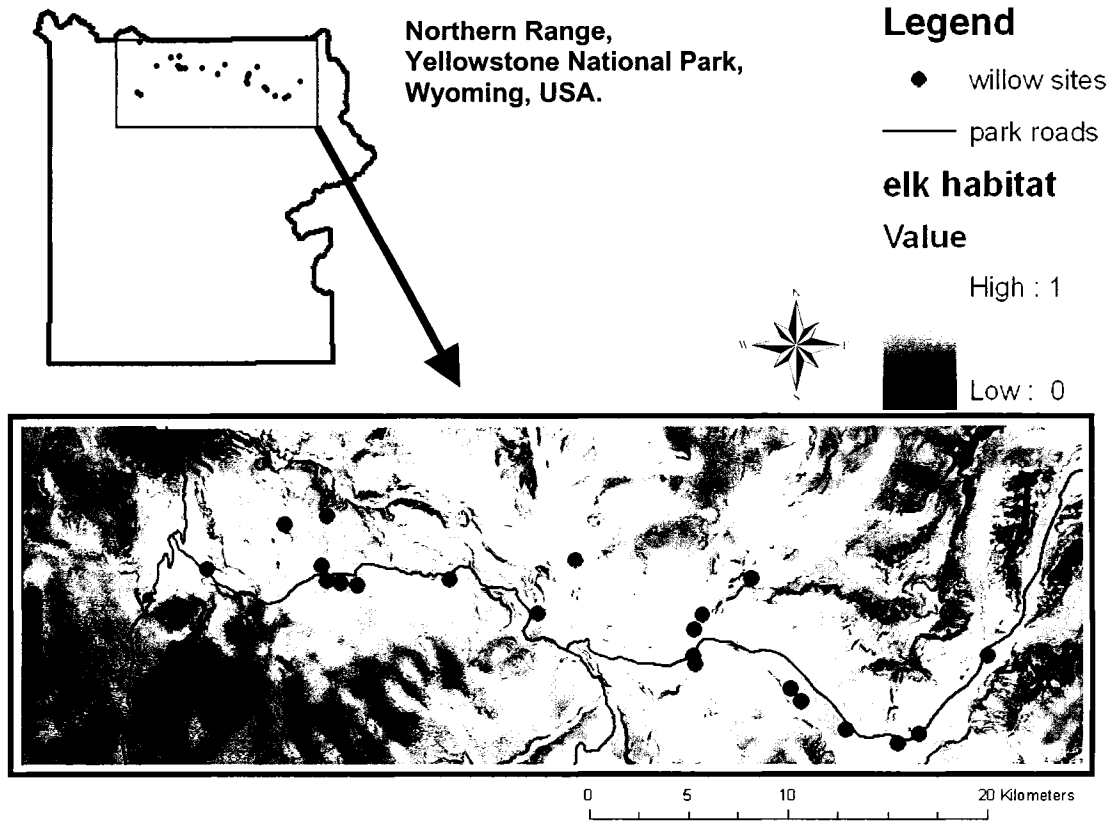 Northern Range,
Yellowstone National Park,
Wyoming, USA.
Legend
willow sites
park roads
elk habitat
Value
High : 1
Low : 0
N
W
S
0 5 10 20 Kilometers